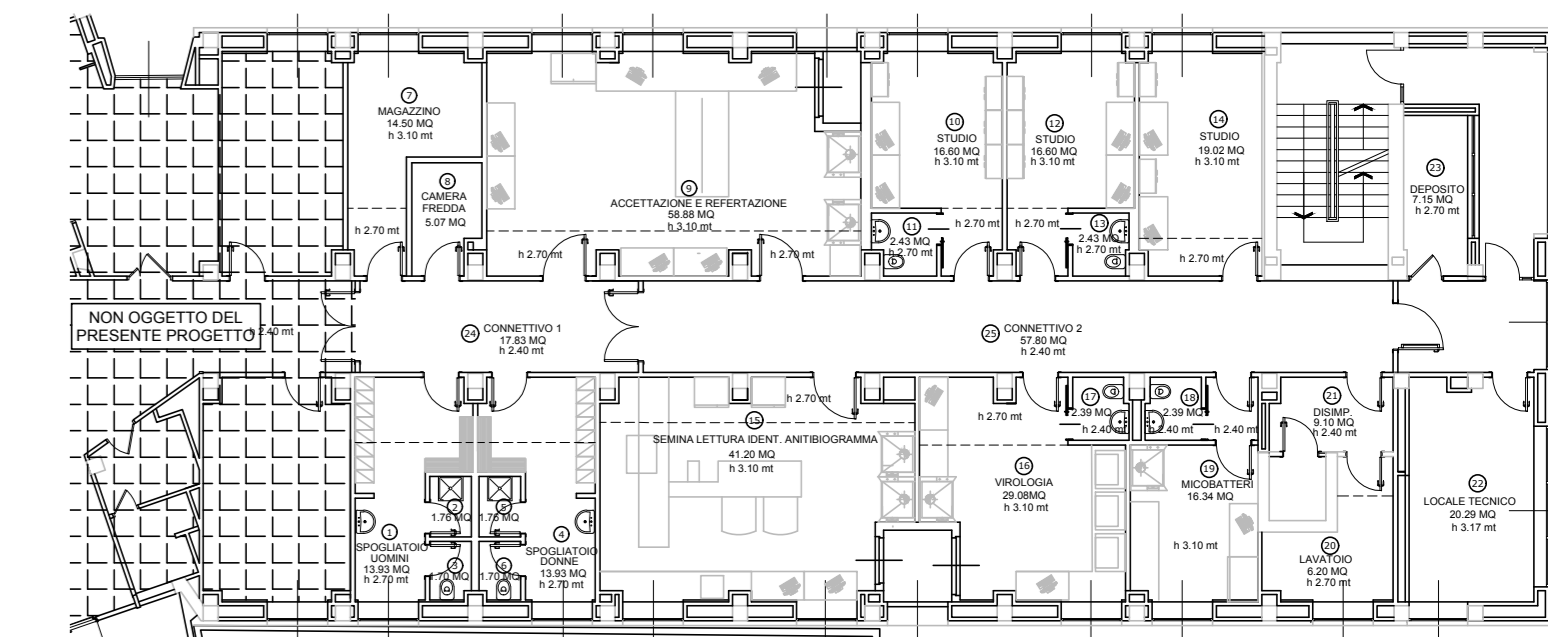 7
MAGAZZINO
14.50 MQ
h 3.10 mt
h 2.70 mt
8
CAMERA
FREDDA
5.07 MQ
9
ACCETTAZIONE E REFERTAZIONE
58.88 MQ
h 3.10 mt
h 2.70 mt
h 2.70 mt
10
STUDIO
16.60 MQ
h 3.10 mt
h 2.70 mt
11
2.43 MQ
h 2.70 mt
12
STUDIO
16.60 MQ
h 3.10 mt
h 2.70 mt
13
2.43 MQ
h 2.70 mt
14
STUDIO
19.02 MQ
h 3.10 mt
h 2.70 mt
23
DEPOSITO
7.15 MQ
h 2.70 mt
NON OGGETTO DEL
PRESENTE PROGETTO
h 2.40 mt
24
CONNETTIVO 1
17.83 MQ
h 2.40 mt
25
CONNETTIVO 2
57.80 MQ
h 2.40 mt
1
SPOGLIATOIO
UOMINI
13.93 MQ
h 2.70 mt
2
1.76 MQ
3
1.70 MQ
5
1.76 MQ
6
1.70 MQ
4
SPOGLIATOIO
DONNE
13.93 MQ
h 2.70 mt
h 2.70 mt
15
SEMINA LETTURA IDENT. ANITIBIOGRAMMA
41.20 MQ
h 3.10 mt
h 2.70 mt
16
VIROLOGIA
29.08MQ
h 3.10 mt
17
2.39 MQ
h 2.40 mt
18
2.39 MQ
h 2.40 mt
h 2.40 mt
19
MICOBATTERI
16.34 MQ
h 3.10 mt
21
DISIMP.
9.10 MQ
h 2.40 mt
20
LAVATOIO
6.20 MQ
h 2.70 mt
22
LOCALE TECNICO
20.29 MQ
h 3.17 mt